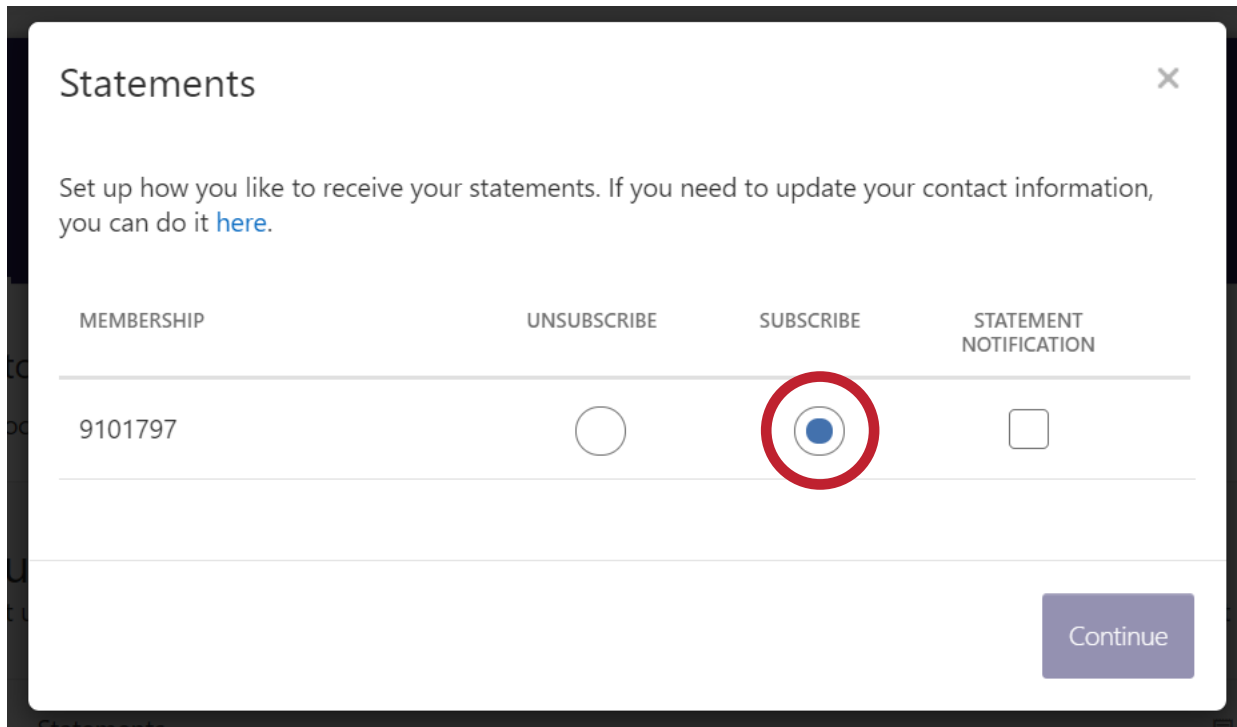 Statements
Set up how you like to receive your statements. If you need to update your contact information,
you can do it here.
MEMBERSHIP UNSUBSCRIBE SUBSCRIBE STATEMENT
NOTIFICATION
9101797
Continue
Statements